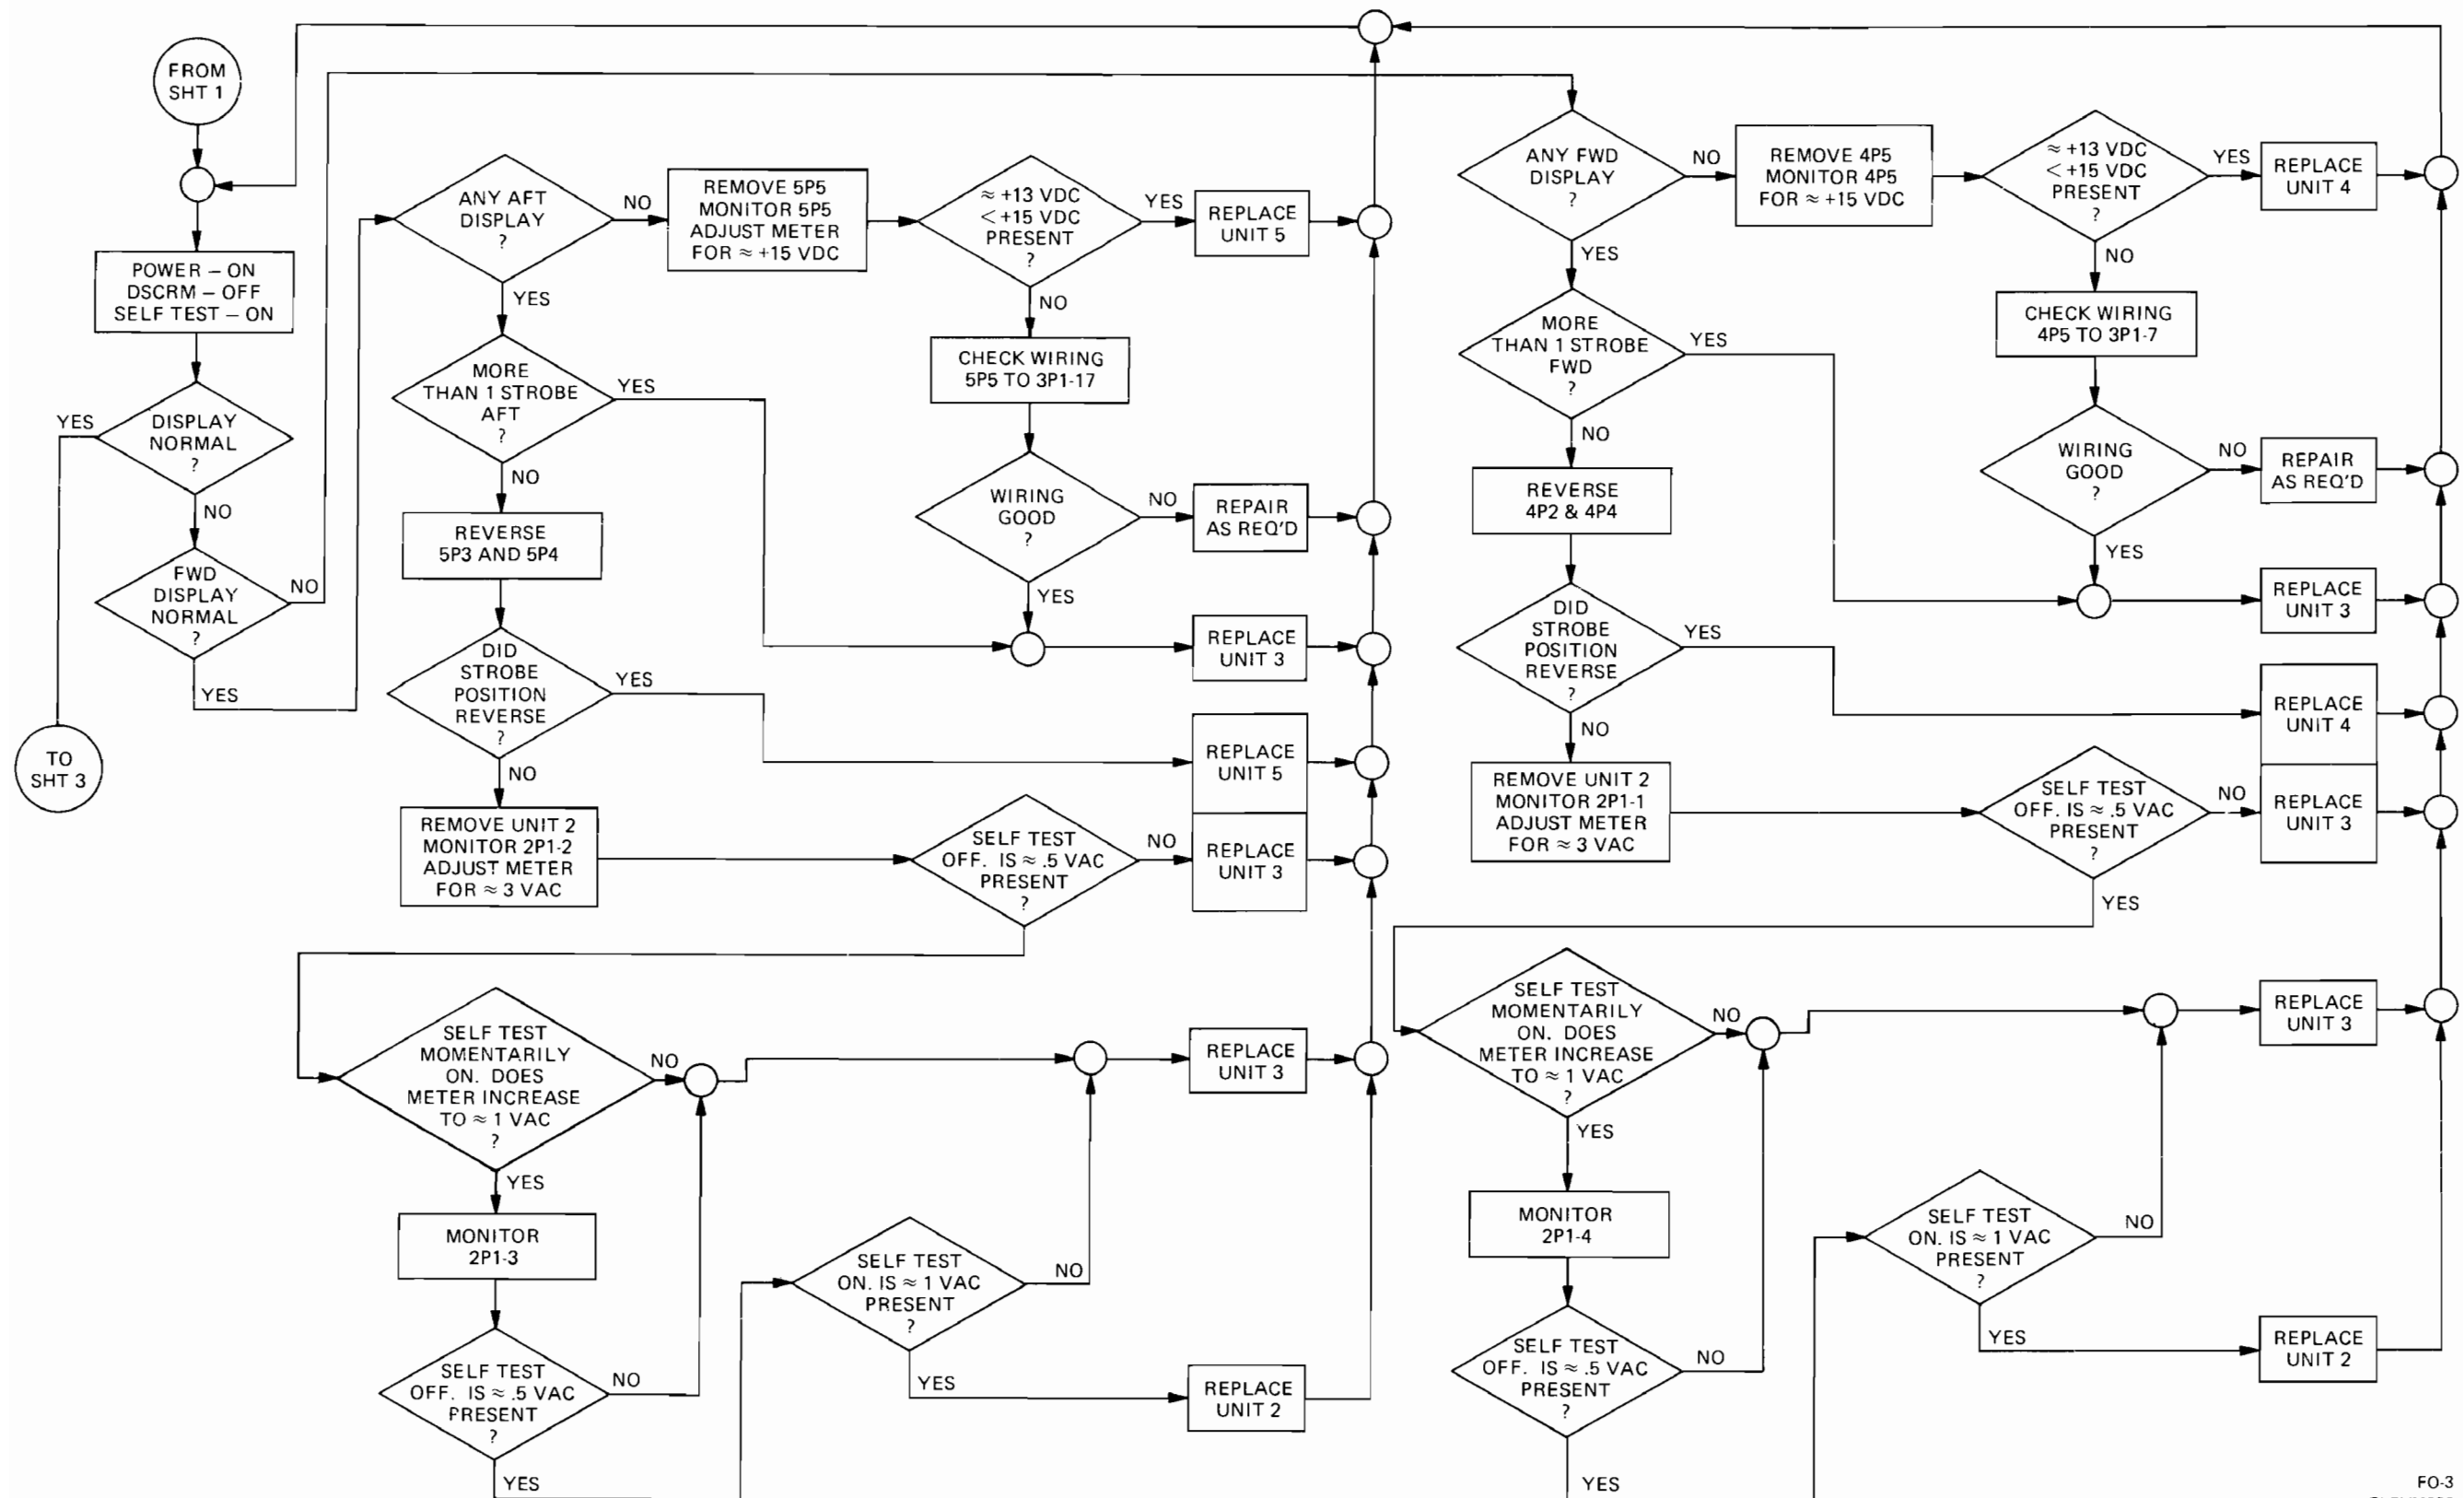 FROM
SHT 1
POWER – ON
DSCRM – OFF
SELF TEST – ON
YES
DISPLAY
NORMAL
?
NO
FWD
DISPLAY
NORMAL
?
NO
YES
TO
SHT 3
ANY AFT
DISPLAY
?
NO
YES
REMOVE 5P5
MONITOR 5P5
ADJUST METER
FOR ≈ +15 VDC
≈ +13 VDC
< +15 VDC
PRESENT
?
YES
NO
REPLACE
UNIT 5
MORE
THAN 1 STROBE
AFT
?
YES
NO
CHECK WIRING
5P5 TO 3P1-17
WIRING
GOOD
?
NO
YES
REPAIR
AS REQ'D
REVERSE
5P3 AND 5P4
REPLACE
UNIT 3
DID
STROBE
POSITION
REVERSE
?
YES
NO
REPLACE
UNIT 5
REMOVE UNIT 2
MONITOR 2P1-2
ADJUST METER
FOR ≈ 3 VAC
SELF TEST
OFF. IS ≈ .5 VAC
PRESENT
?
NO
REPLACE
UNIT 3
SELF TEST
MOMENTARILY
ON. DOES
METER INCREASE
TO ≈ 1 VAC
?
NO
YES
REPLACE
UNIT 3
MONITOR
2P1-3
SELF TEST
OFF. IS ≈ .5 VAC
PRESENT
?
NO
YES
SELF TEST
ON. IS ≈ 1 VAC
PRESENT
?
NO
YES
REPLACE
UNIT 2
ANY FWD
DISPLAY
?
NO
YES
REMOVE 4P5
MONITOR 4P5
FOR ≈ +15 VDC
≈ +13 VDC
< +15 VDC
PRESENT
?
YES
NO
REPLACE
UNIT 4
MORE
THAN 1 STROBE
FWD
?
YES
NO
CHECK WIRING
4P5 TO 3P1-7
WIRING
GOOD
?
NO
YES
REPAIR
AS REQ'D
REVERSE
4P2 & 4P4
REPLACE
UNIT 3
DID
STROBE
POSITION
REVERSE
?
YES
NO
REPLACE
UNIT 4
REMOVE UNIT 2
MONITOR 2P1-1
ADJUST METER
FOR ≈ 3 VAC
SELF TEST
OFF. IS ≈ .5 VAC
PRESENT
?
NO
YES
REPLACE
UNIT 3
SELF TEST
MOMENTARILY
ON. DOES
METER INCREASE
TO ≈ 1 VAC
?
NO
YES
REPLACE
UNIT 3
MONITOR
2P1-4
SELF TEST
OFF. IS ≈ .5 VAC
PRESENT
?
NO
YES
SELF TEST
ON. IS ≈ 1 VAC
PRESENT
?
NO
YES
REPLACE
UNIT 2
FO-3